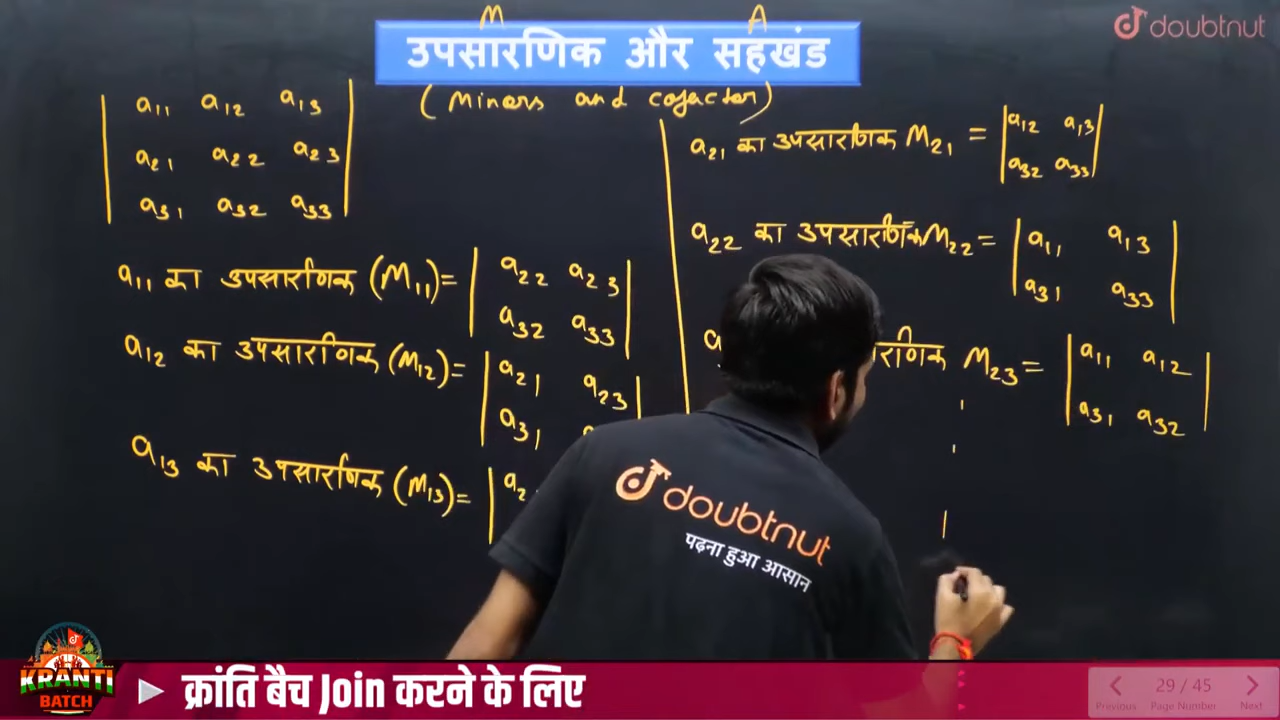 M A
उपसारणिक और सहखंड
doubtnut
(Minors and cofactor)
a11 a12 a13
a21 a22 a23
a31 a32 a33
a11 का उपसारणिक (M11)= a22 a23
a32 a33
a12 का उपसारणिक (M12)= a21 a23
a31
a13 का उपसारणिक (M13)= a2
a21 का उपसारणिक M21 = a12 a13
a32 a33
a22 का उपसारणिक M22= a11 a13
a31 a33
M23= a11 a12
a31 a32
doubtnut
पढ़ना हुआ आसान
KRANTI
BATCH
क्रांति बैच Join करने के लिए
29 / 45
Previous Page Number Next